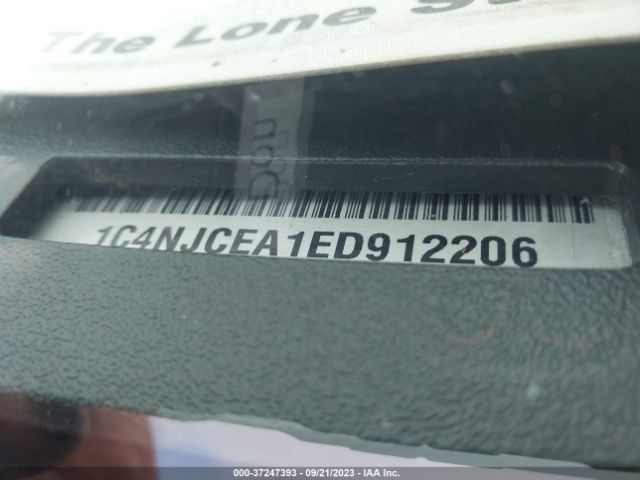 The Lone
1C4NJCEA1ED912206
000-37247393 - 09/21/2023 - IAA Inc.